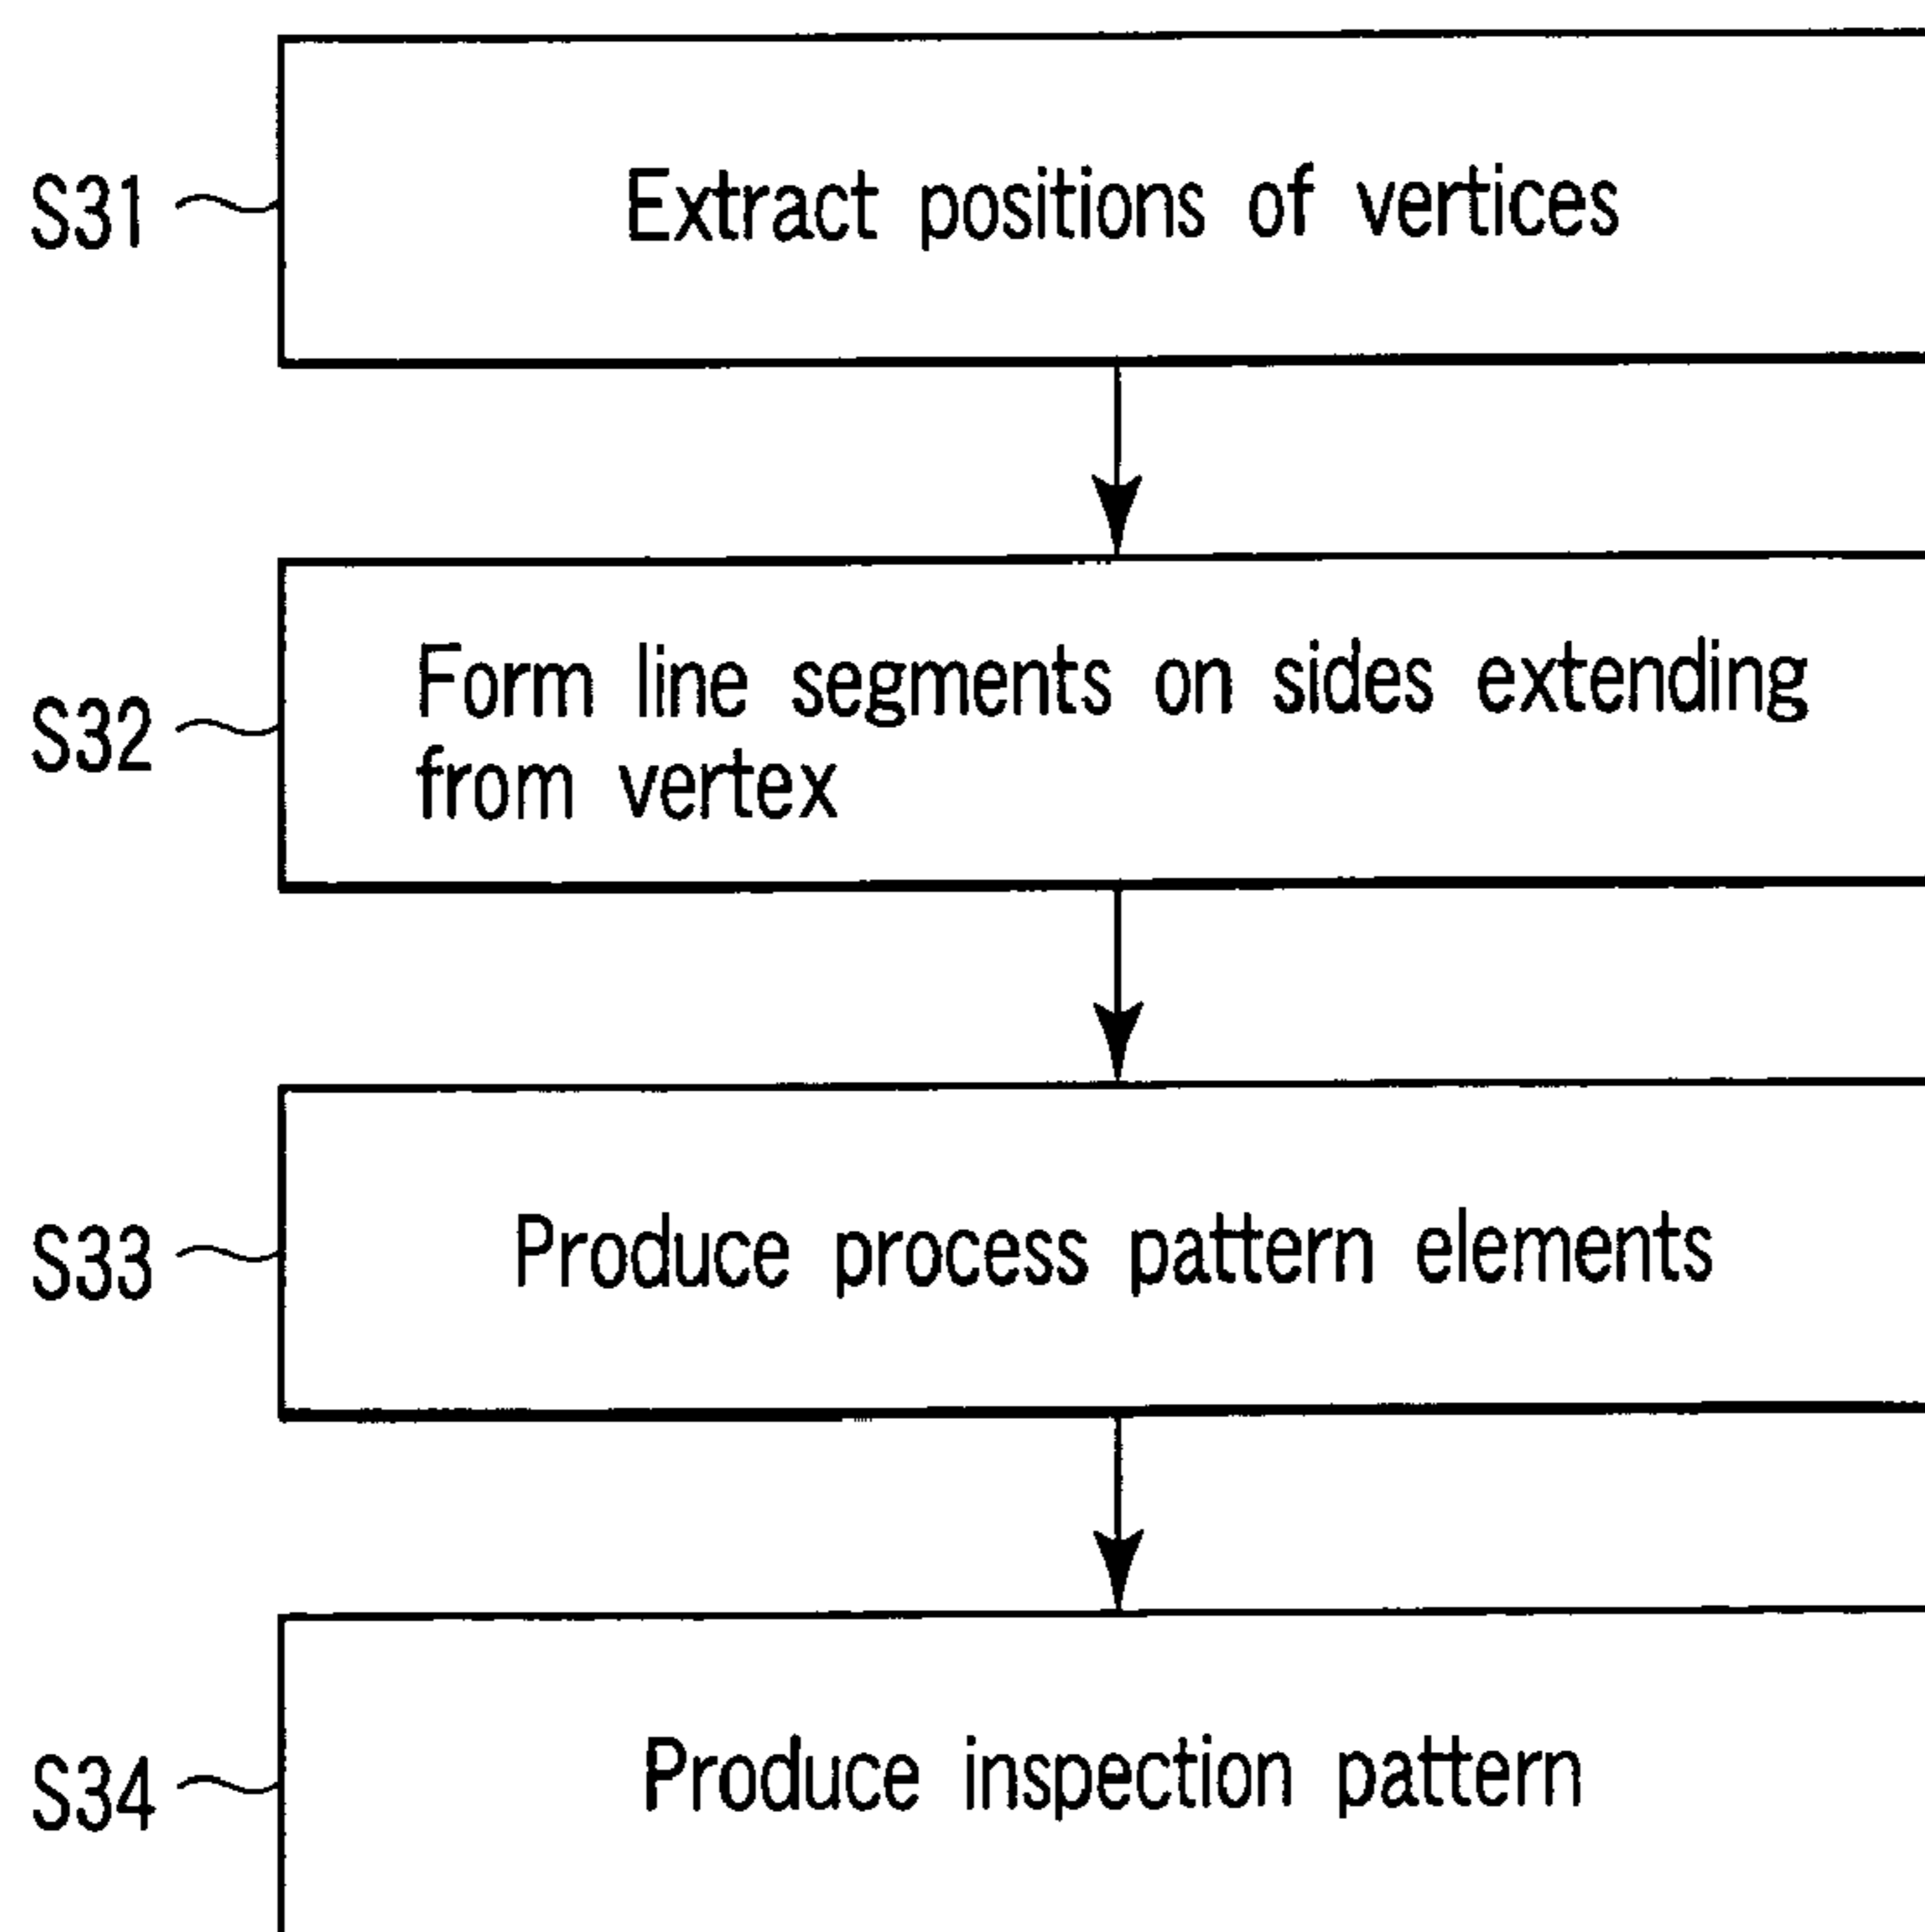 S31
Extract positions of vertices
S32
Form line segments on sides extending
from vertex
S33
Produce process pattern elements
S34
Produce inspection pattern